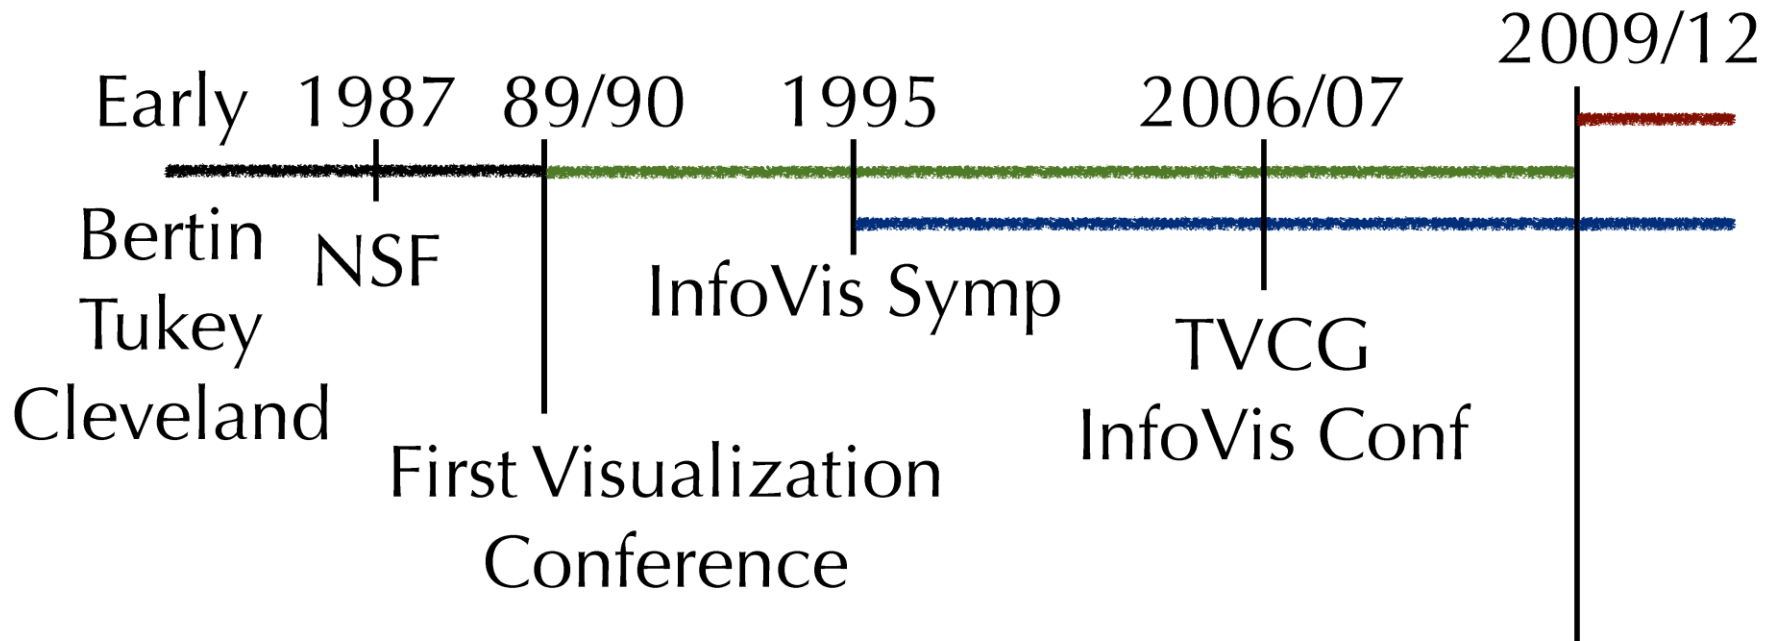 Early
1987
89/90
1995
2006/07
2009/12
Bertin
Tukey
Cleveland
NSF
First Visualization
Conference
InfoVis Symp
TVCG
InfoVis Conf